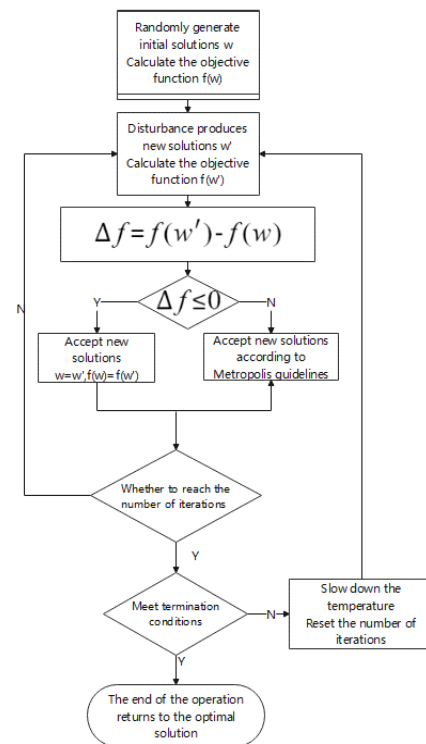 Randomly generate
initial solutions w
Calculate the objective
function f(w)
Disturbance produces
new solutions w'
Calculate the objective
function f(w')
Δf=f(w')-f(w)
Δf≤0
Y
N
N
Accept new
solutions
w=w',f(w)=f(w')
Accept new solutions
according to
Metropolis guidelines
Whether to reach the
number of iterations
Y
Meet termination
conditions
N
Slow down the
temperature
Reset the number of
iterations
Y
The end of the operation
returns to the optimal
solution